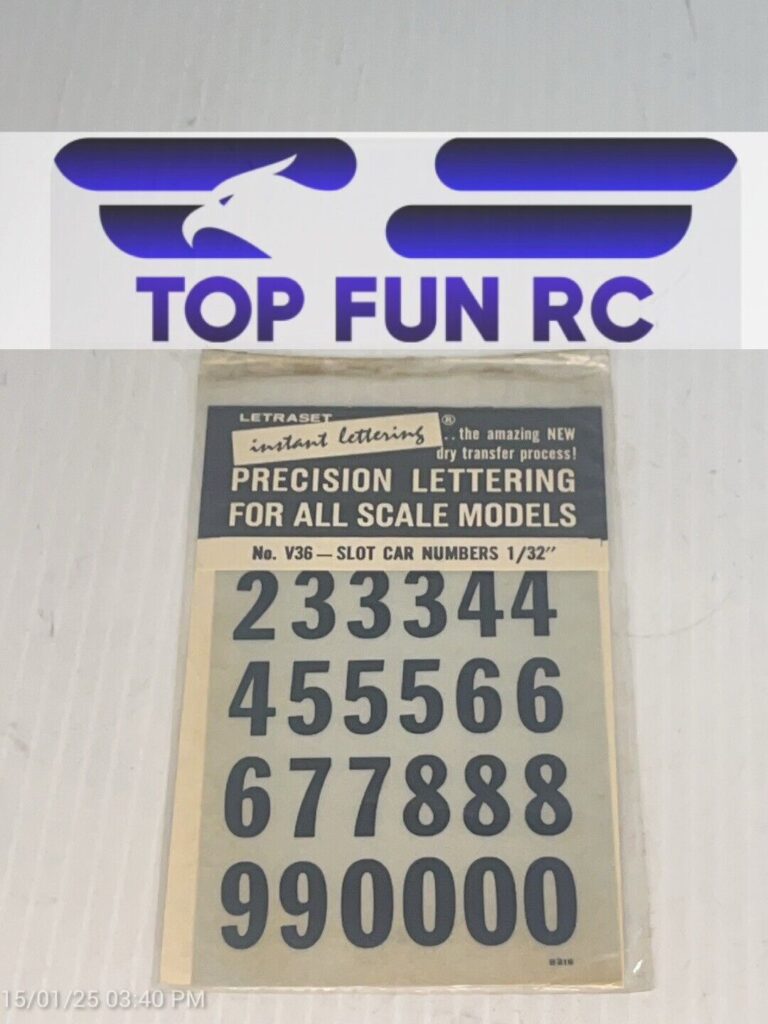 TOP FUN RC
LETRASET ®
instant lettering
...the amazing NEW
dry transfer process!
PRECISION LETTERING
FOR ALL SCALE MODELS
No. V36 — SLOT CAR NUMBERS 1/32"
233344
455566
677888
990000
15/01/25 03:40 PM